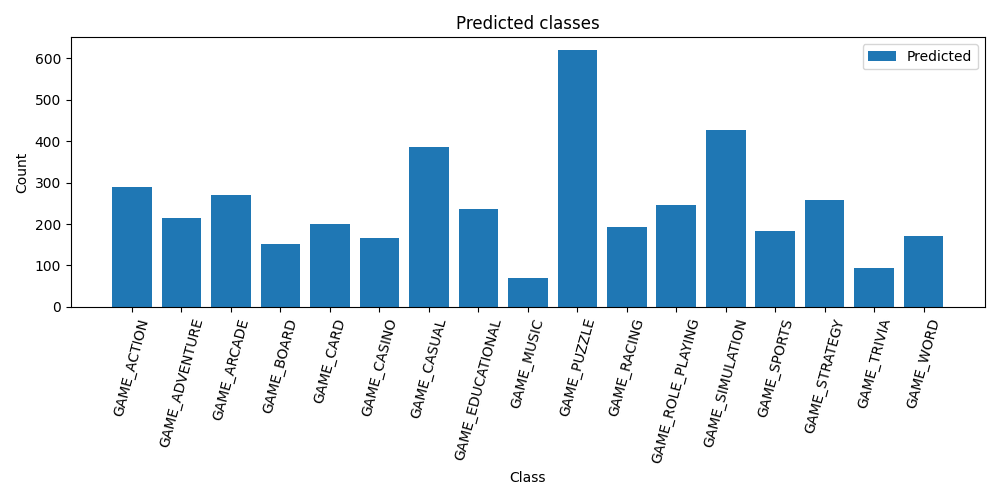 Predicted classes
Predicted
Count
600
500
400
300
200
100
0
GAME_ACTION
GAME_ADVENTURE
GAME_ARCADE
GAME_BOARD
GAME_CARD
GAME_CASINO
GAME_CASUAL
GAME_EDUCATIONAL
GAME_MUSIC
GAME_PUZZLE
GAME_RACING
GAME_ROLE_PLAYING
GAME_SIMULATION
GAME_SPORTS
GAME_STRATEGY
GAME_TRIVIA
GAME_WORD
Class